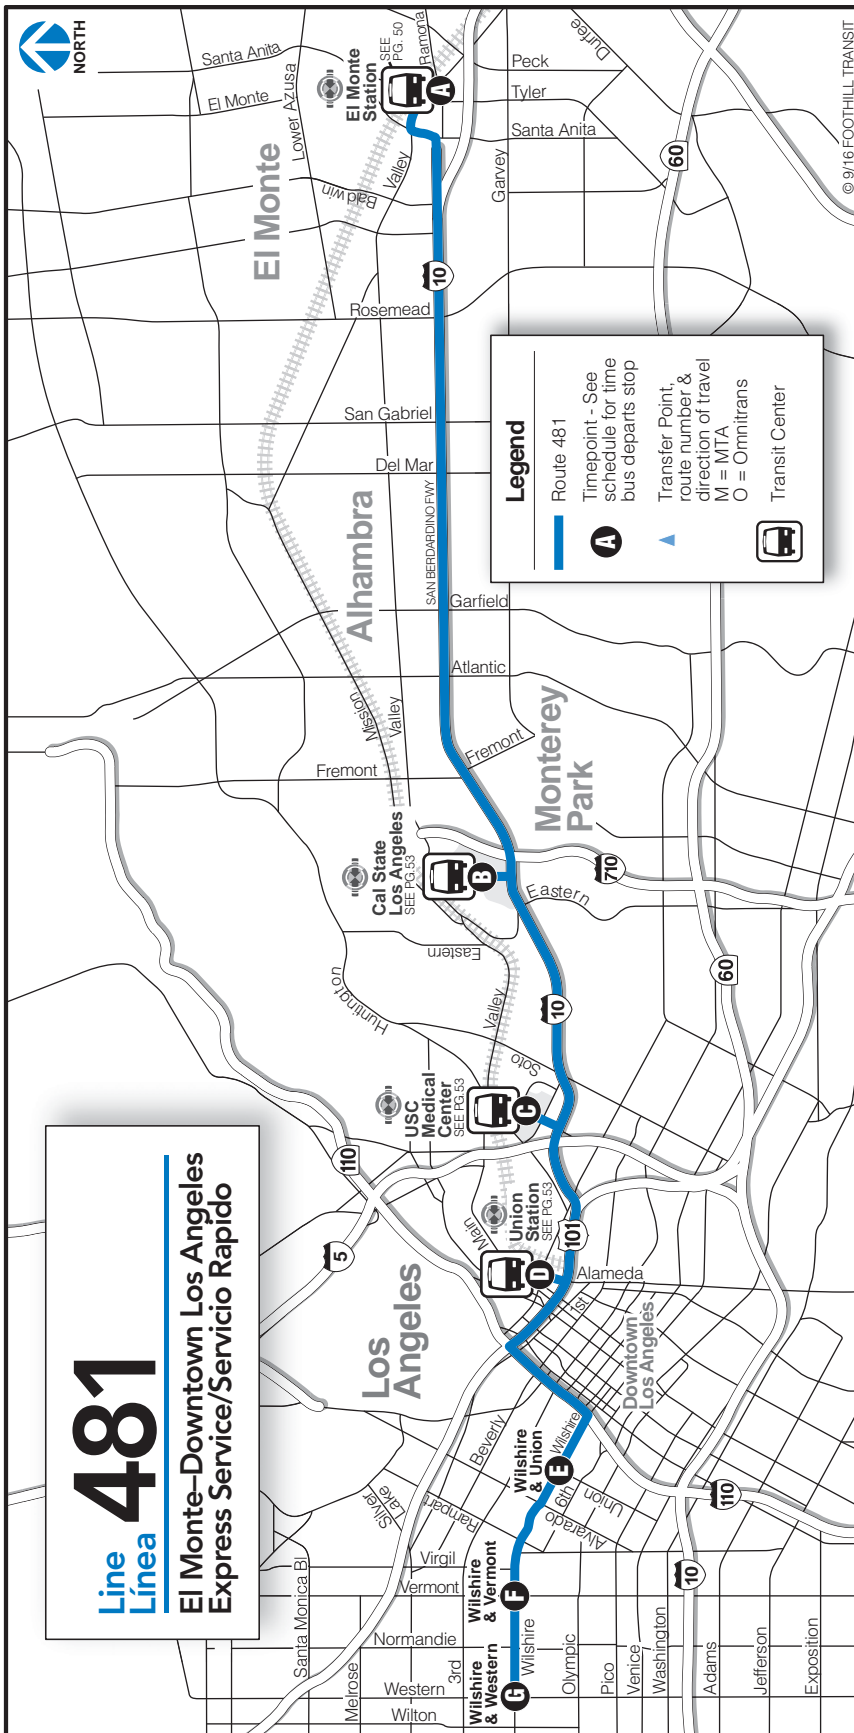 Line
Línea
481
El Monte–Downtown Los Angeles
Express Service/Servicio Rapido
NORTH
Santa Anita
El Monte
Lower Azusa
El Monte
Baldwin
Valley
El Monte
Station
SEE
PG. 50
Ramona
A
Peck
Tyler
Santa Anita
Durfee
Garvey
60
© 9/16 FOOTHILL TRANSIT
10
Rosemead
San Gabriel
Del Mar
SAN BERDARDINO FWY
Alhambra
Garfield
Atlantic
Mission
Valley
Fremont
Fremont
Monterey
Park
Legend
Route 481
A
Timepoint - See
schedule for time
bus departs stop
Transfer Point,
route number &
direction of travel
M = MTA
O = Omnitrans
Transit Center
Cal State
Los Angeles
SEE PG.53
B
710
Eastern
Eastern
Huntington
Valley
10
60
Soto
USC
Medical
Center
SEE PG.53
C
110
5
Main
Union
Station
SEE PG.53
D
101
Alameda
1st
Los
Angeles
Downtown
Los Angeles
Beverly
Wilshire
Wilshire
& Union
E
6th
Union
Alvarado
Silver
Lake
Rampart
110
10
Virgil
Vermont
Wilshire
& Vermont
F
Santa Monica Bl
Normandie
3rd
Wilshire
Melrose
Western
Wilton
Wilshire
& Western
G
Olympic
Pico
Venice
Washington
Adams
Jefferson
Exposition